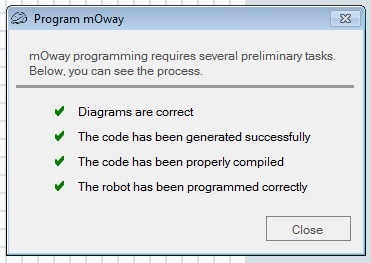 Program mOway
mOway programming requires several preliminary tasks.
Below, you can see the process.
Diagrams are correct
The code has been generated successfully
The code has been properly compiled
The robot has been programmed correctly
Close